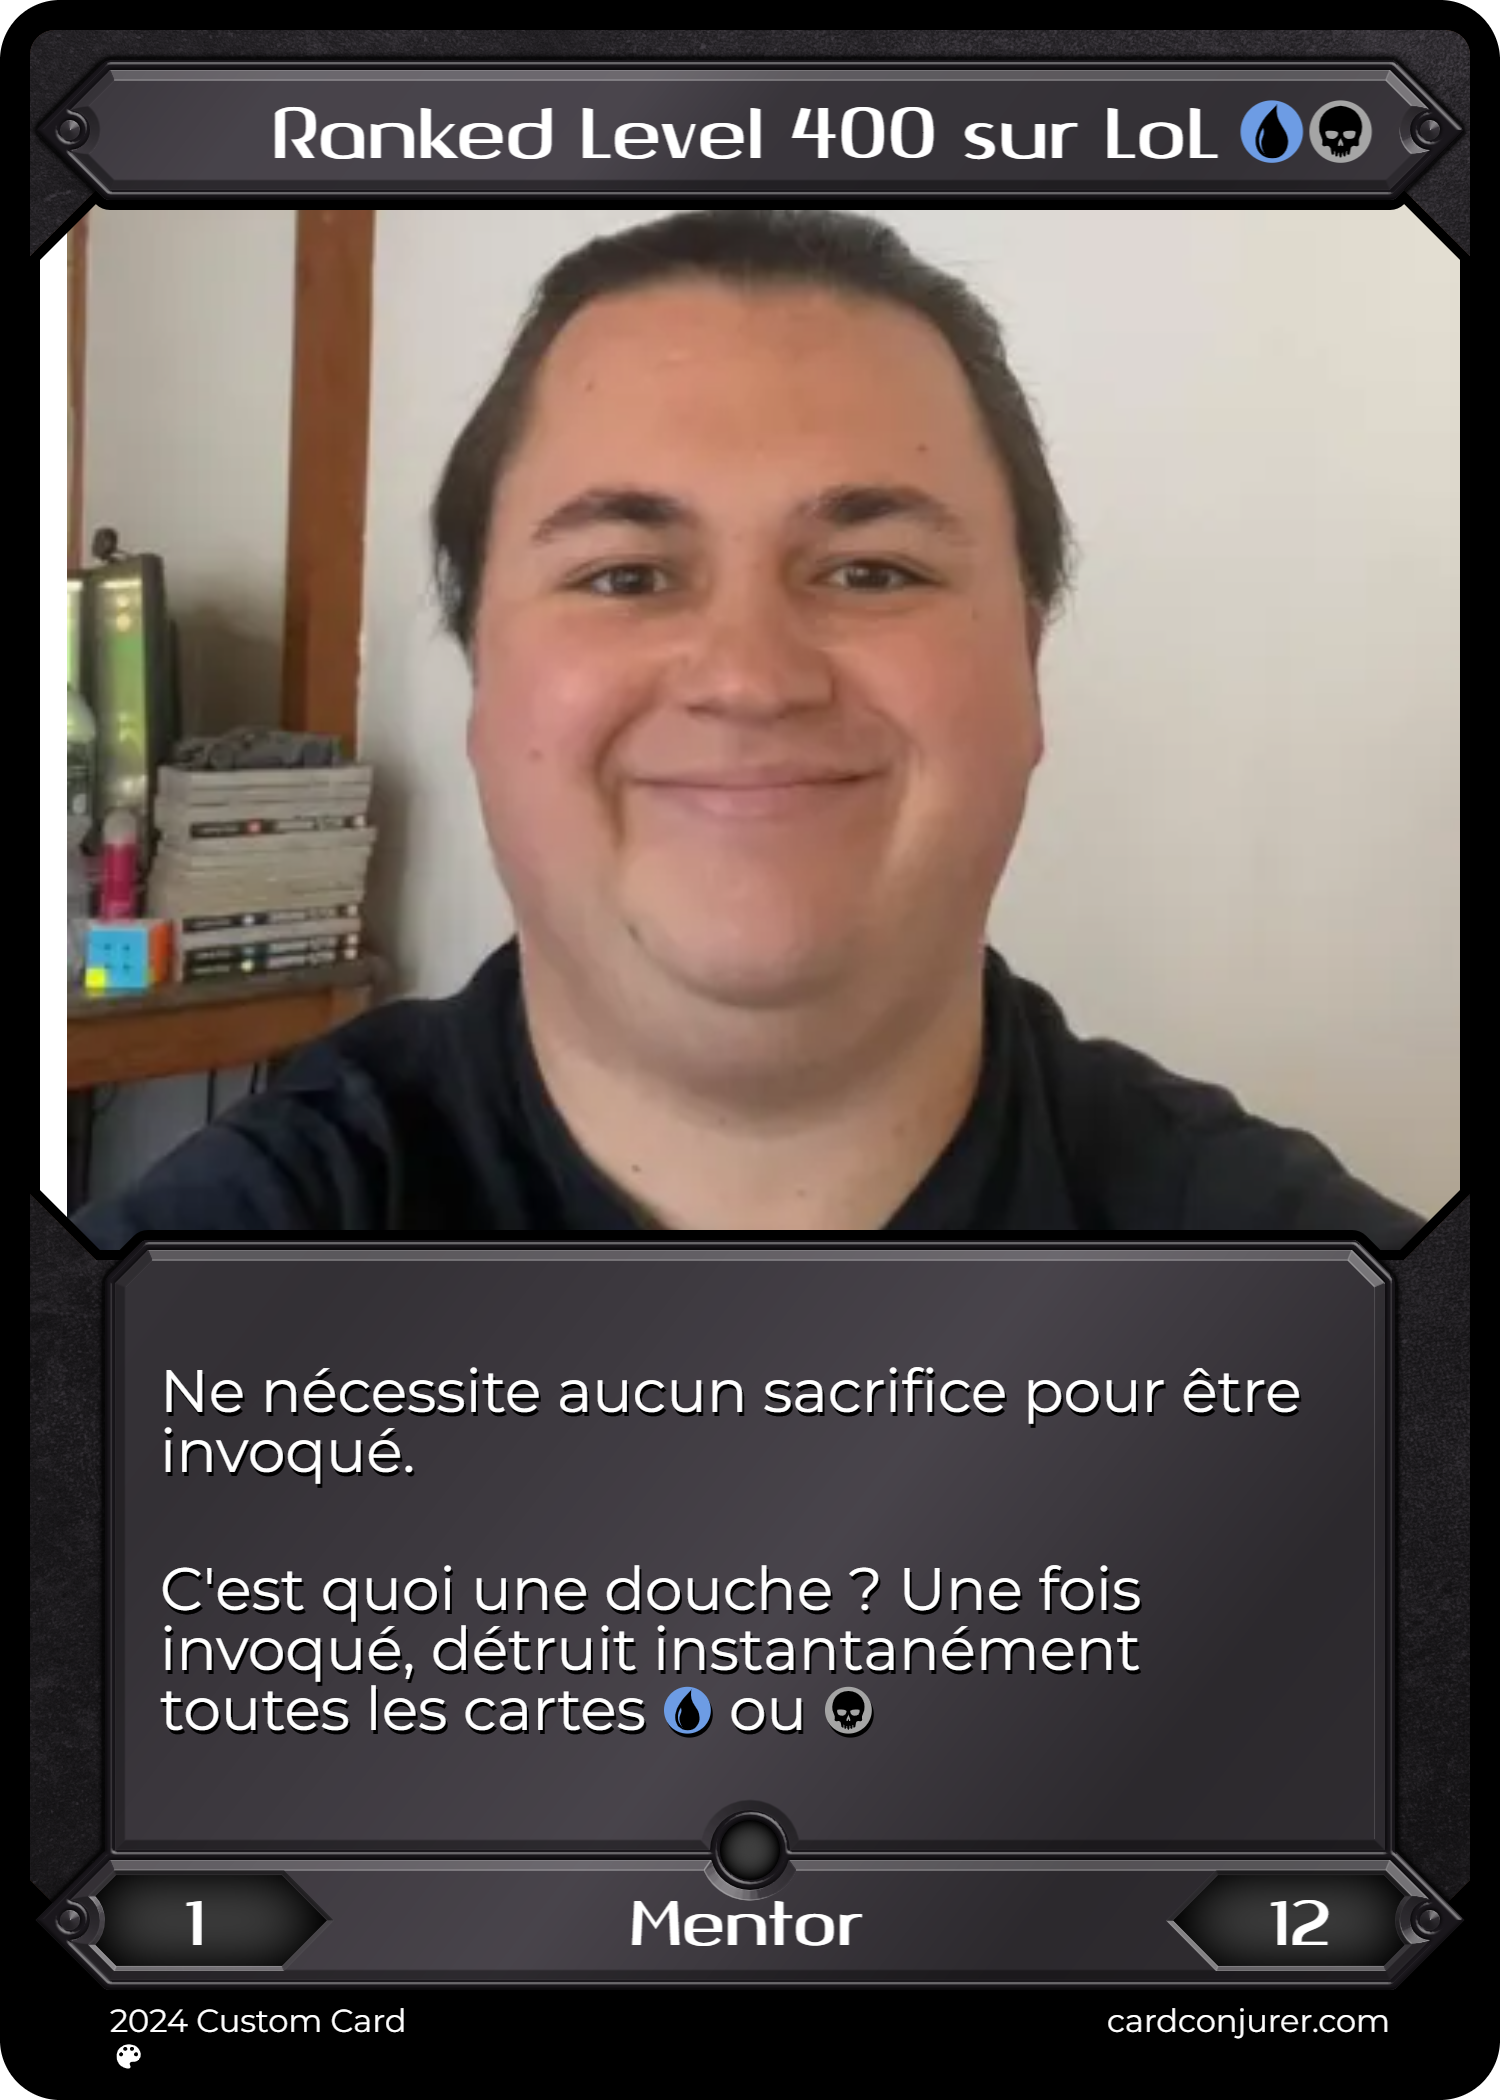 Ranked Level 400 sur LoL
Ne nécessite aucun sacrifice pour être
invoqué.
C'est quoi une douche ? Une fois
invoqué, détruit instantanément
toutes les cartes ou
1
Mentor
12
2024 Custom Card
cardconjurer.com